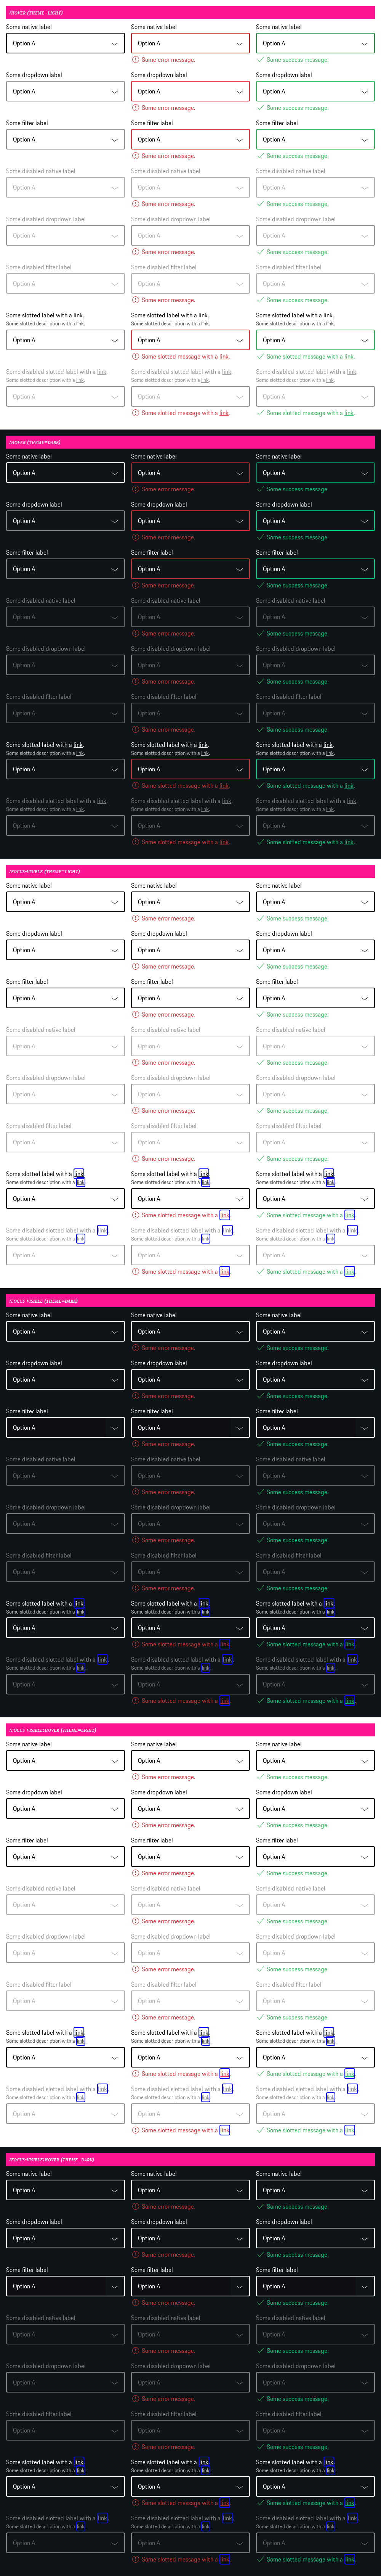 :HOVER (THEME=LIGHT)
Some native label Some native label Some native label
Option A Option A Option A
Some error message. Some success message.
Some dropdown label Some dropdown label Some dropdown label
Option A Option A Option A
Some error message. Some success message.
Some filter label Some filter label Some filter label
Option A Option A Option A
Some error message. Some success message.
Some disabled native label Some disabled native label Some disabled native label
Option A Option A Option A
Some error message. Some success message.
Some disabled dropdown label Some disabled dropdown label Some disabled dropdown label
Option A Option A Option A
Some error message. Some success message.
Some disabled filter label Some disabled filter label Some disabled filter label
Option A Option A Option A
Some error message. Some success message.
Some slotted label with a link. Some slotted label with a link. Some slotted label with a link.
Some slotted description with a link. Some slotted description with a link. Some slotted description with a link.
Option A Option A Option A
Some slotted message with a link. Some slotted message with a link.
Some disabled slotted label with a link. Some disabled slotted label with a link. Some disabled slotted label with a link.
Some slotted description with a link. Some slotted description with a link. Some slotted description with a link.
Option A Option A Option A
Some slotted message with a link. Some slotted message with a link.
:HOVER (THEME=DARK)
Some native label Some native label Some native label
Option A Option A Option A
Some error message. Some success message.
Some dropdown label Some dropdown label Some dropdown label
Option A Option A Option A
Some error message. Some success message.
Some filter label Some filter label Some filter label
Option A Option A Option A
Some error message. Some success message.
Some disabled native label Some disabled native label Some disabled native label
Option A Option A Option A
Some error message. Some success message.
Some disabled dropdown label Some disabled dropdown label Some disabled dropdown label
Option A Option A Option A
Some error message. Some success message.
Some disabled filter label Some disabled filter label Some disabled filter label
Option A Option A Option A
Some error message. Some success message.
Some slotted label with a link. Some slotted label with a link. Some slotted label with a link.
Some slotted description with a link. Some slotted description with a link. Some slotted description with a link.
Option A Option A Option A
Some slotted message with a link. Some slotted message with a link.
Some disabled slotted label with a link. Some disabled slotted label with a link. Some disabled slotted label with a link.
Some slotted description with a link. Some slotted description with a link. Some slotted description with a link.
Option A Option A Option A
Some slotted message with a link. Some slotted message with a link.
:FOCUS-VISIBLE (THEME=LIGHT)
Some native label Some native label Some native label
Option A Option A Option A
Some error message. Some success message.
Some dropdown label Some dropdown label Some dropdown label
Option A Option A Option A
Some error message. Some success message.
Some filter label Some filter label Some filter label
Option A Option A Option A
Some error message. Some success message.
Some disabled native label Some disabled native label Some disabled native label
Option A Option A Option A
Some error message. Some success message.
Some disabled dropdown label Some disabled dropdown label Some disabled dropdown label
Option A Option A Option A
Some error message. Some success message.
Some disabled filter label Some disabled filter label Some disabled filter label
Option A Option A Option A
Some error message. Some success message.
Some slotted label with a link. Some slotted label with a link. Some slotted label with a link.
Some slotted description with a link. Some slotted description with a link. Some slotted description with a link.
Option A Option A Option A
Some slotted message with a link. Some slotted message with a link.
Some disabled slotted label with a link. Some disabled slotted label with a link. Some disabled slotted label with a link.
Some slotted description with a link. Some slotted description with a link. Some slotted description with a link.
Option A Option A Option A
Some slotted message with a link. Some slotted message with a link.
:FOCUS-VISIBLE (THEME=DARK)
Some native label Some native label Some native label
Option A Option A Option A
Some error message. Some success message.
Some dropdown label Some dropdown label Some dropdown label
Option A Option A Option A
Some error message. Some success message.
Some filter label Some filter label Some filter label
Option A Option A Option A
Some error message. Some success message.
Some disabled native label Some disabled native label Some disabled native label
Option A Option A Option A
Some error message. Some success message.
Some disabled dropdown label Some disabled dropdown label Some disabled dropdown label
Option A Option A Option A
Some error message. Some success message.
Some disabled filter label Some disabled filter label Some disabled filter label
Option A Option A Option A
Some error message. Some success message.
Some slotted label with a link. Some slotted label with a link. Some slotted label with a link.
Some slotted description with a link. Some slotted description with a link. Some slotted description with a link.
Option A Option A Option A
Some slotted message with a link. Some slotted message with a link.
Some disabled slotted label with a link. Some disabled slotted label with a link. Some disabled slotted label with a link.
Some slotted description with a link. Some slotted description with a link. Some slotted description with a link.
Option A Option A Option A
Some slotted message with a link. Some slotted message with a link.
:FOCUS-VISIBLE:HOVER (THEME=LIGHT)
Some native label Some native label Some native label
Option A Option A Option A
Some error message. Some success message.
Some dropdown label Some dropdown label Some dropdown label
Option A Option A Option A
Some error message. Some success message.
Some filter label Some filter label Some filter label
Option A Option A Option A
Some error message. Some success message.
Some disabled native label Some disabled native label Some disabled native label
Option A Option A Option A
Some error message. Some success message.
Some disabled dropdown label Some disabled dropdown label Some disabled dropdown label
Option A Option A Option A
Some error message. Some success message.
Some disabled filter label Some disabled filter label Some disabled filter label
Option A Option A Option A
Some error message. Some success message.
Some slotted label with a link. Some slotted label with a link. Some slotted label with a link.
Some slotted description with a link. Some slotted description with a link. Some slotted description with a link.
Option A Option A Option A
Some slotted message with a link. Some slotted message with a link.
Some disabled slotted label with a link. Some disabled slotted label with a link. Some disabled slotted label with a link.
Some slotted description with a link. Some slotted description with a link. Some slotted description with a link.
Option A Option A Option A
Some slotted message with a link. Some slotted message with a link.
:FOCUS-VISIBLE:HOVER (THEME=DARK)
Some native label Some native label Some native label
Option A Option A Option A
Some error message. Some success message.
Some dropdown label Some dropdown label Some dropdown label
Option A Option A Option A
Some error message. Some success message.
Some filter label Some filter label Some filter label
Option A Option A Option A
Some error message. Some success message.
Some disabled native label Some disabled native label Some disabled native label
Option A Option A Option A
Some error message. Some success message.
Some disabled dropdown label Some disabled dropdown label Some disabled dropdown label
Option A Option A Option A
Some error message. Some success message.
Some disabled filter label Some disabled filter label Some disabled filter label
Option A Option A Option A
Some error message. Some success message.
Some slotted label with a link. Some slotted label with a link. Some slotted label with a link.
Some slotted description with a link. Some slotted description with a link. Some slotted description with a link.
Option A Option A Option A
Some slotted message with a link. Some slotted message with a link.
Some disabled slotted label with a link. Some disabled slotted label with a link. Some disabled slotted label with a link.
Some slotted description with a link. Some slotted description with a link. Some slotted description with a link.
Option A Option A Option A
Some slotted message with a link. Some slotted message with a link.